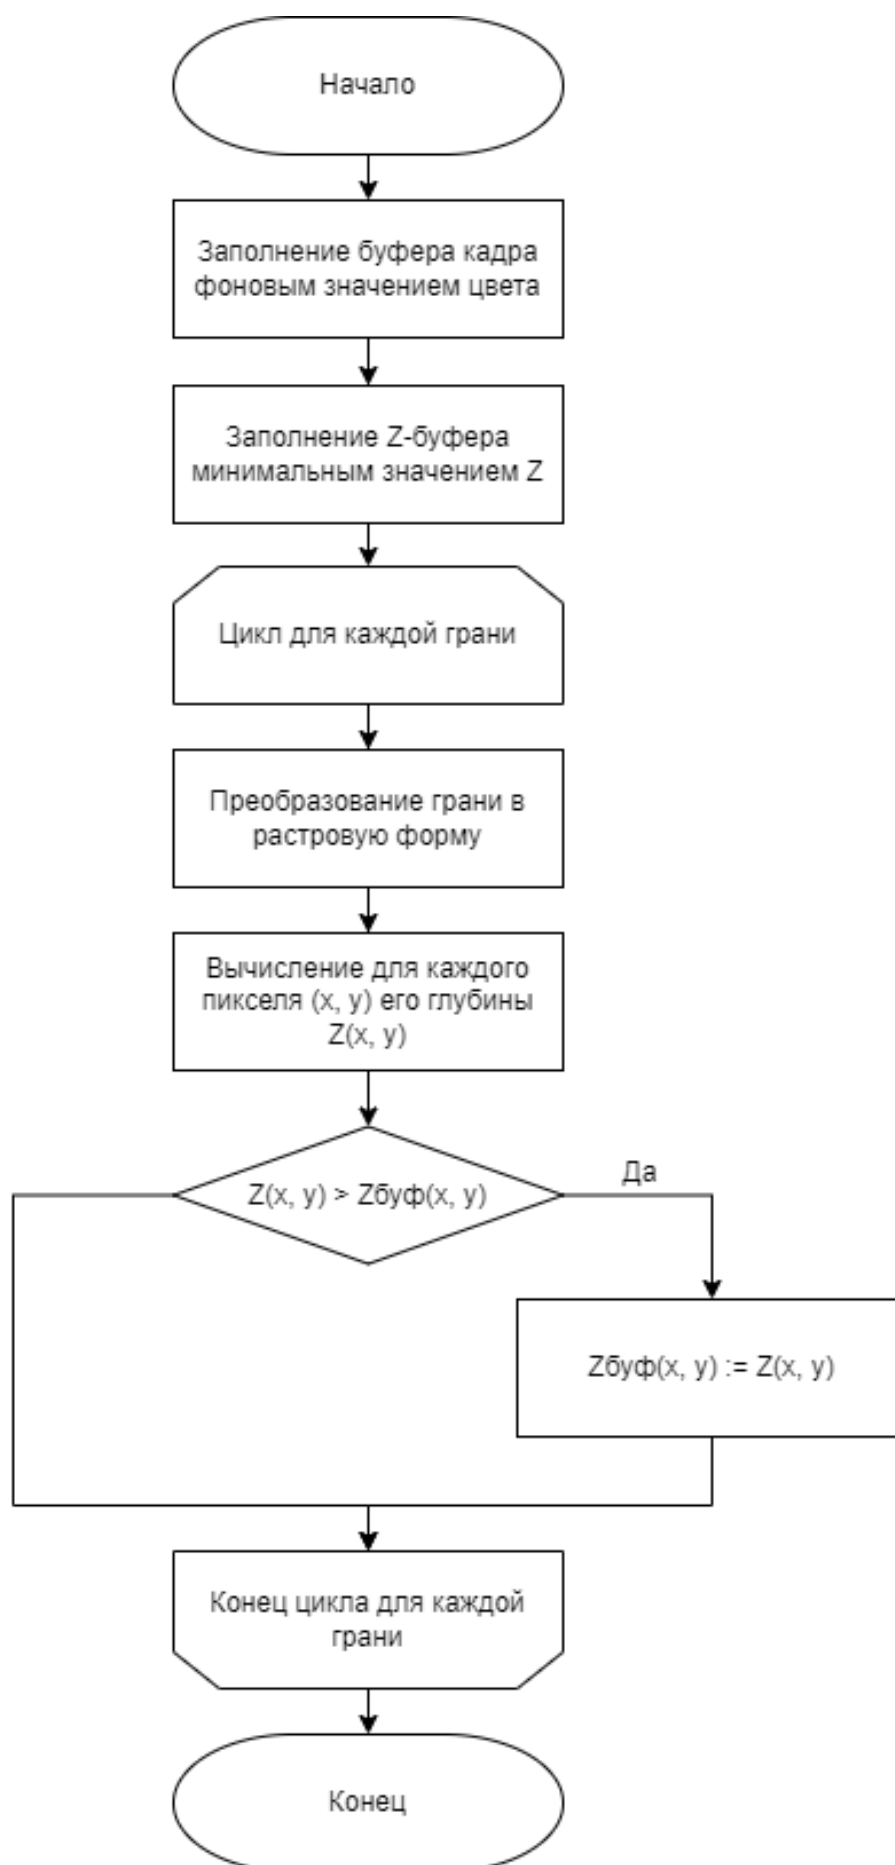 Начало
Заполнение буфера кадра
фоновым значением цвета
Заполнение Z-буфера
минимальным значением Z
Цикл для каждой грани
Преобразование грани в
растровую форму
Вычисление для каждого
пикселя (x, y) его глубины
Z(x, y)
Z(x, y) > Zбуф(x, y)
Да
Zбуф(x, y) := Z(x, y)
Конец цикла для каждой
грани
Конец